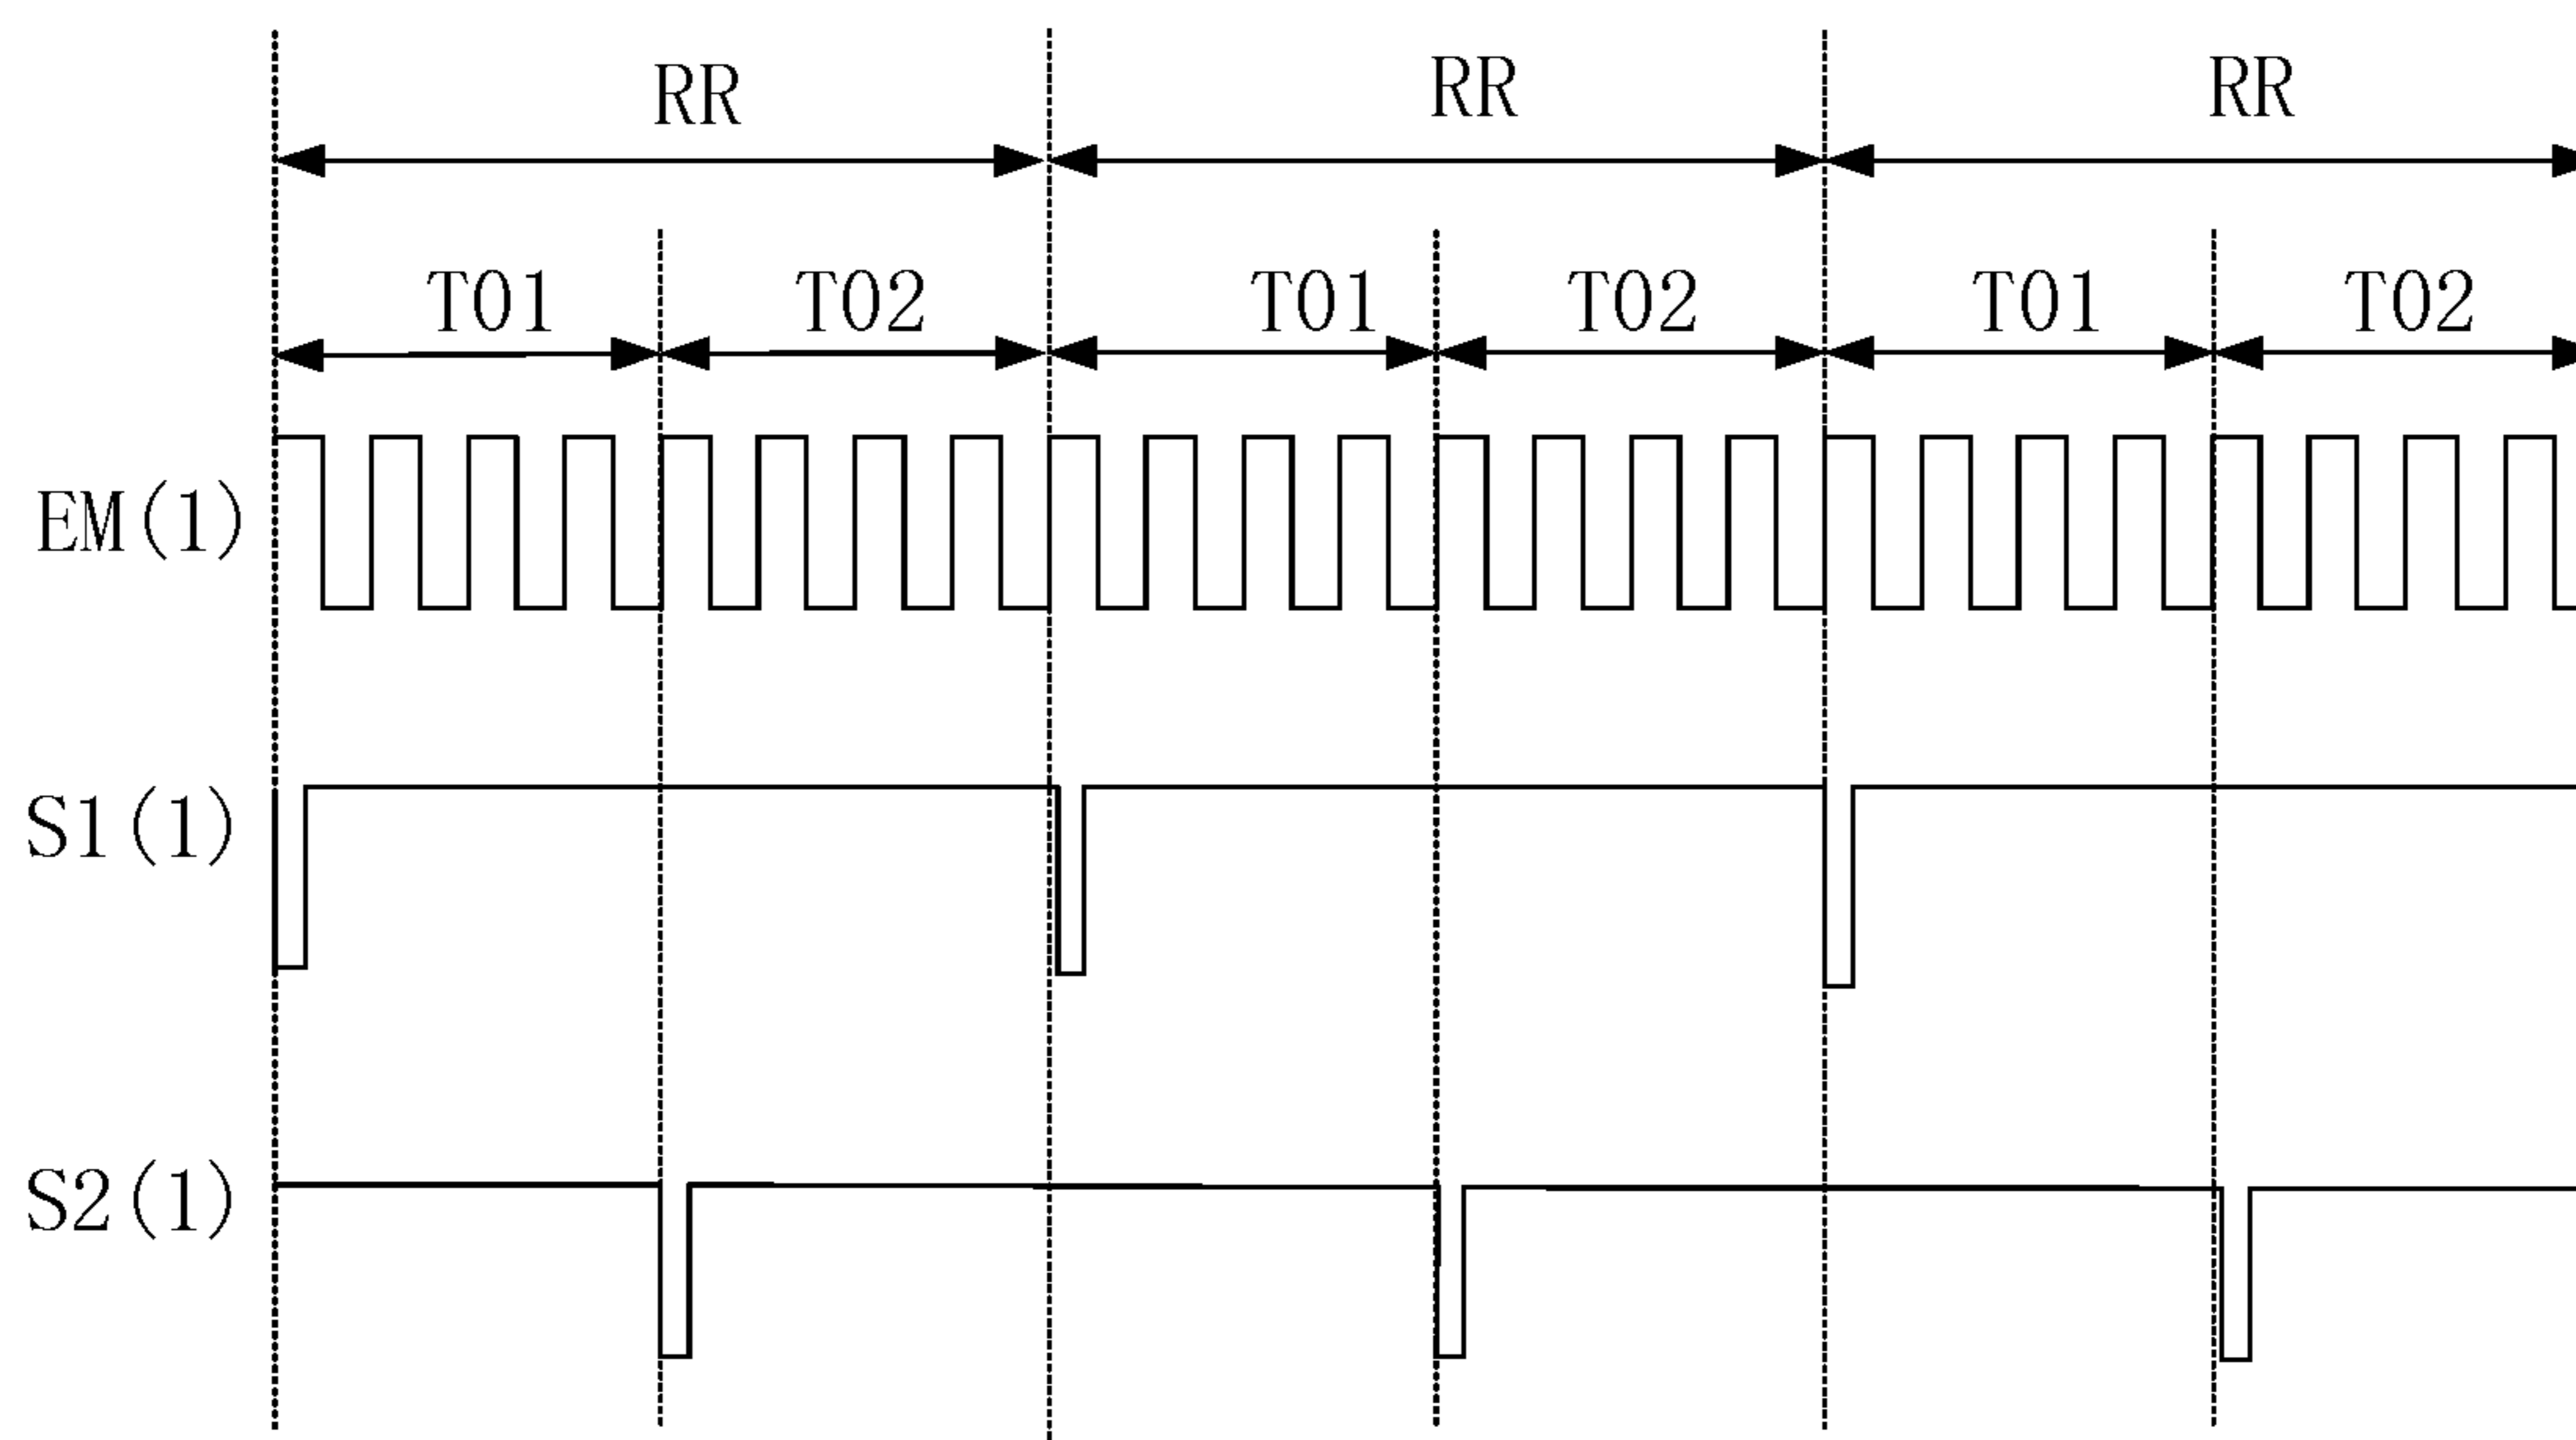 RR RR RR
T01 T02 T01 T02 T01 T02
EM(1)
S1(1)
S2(1)